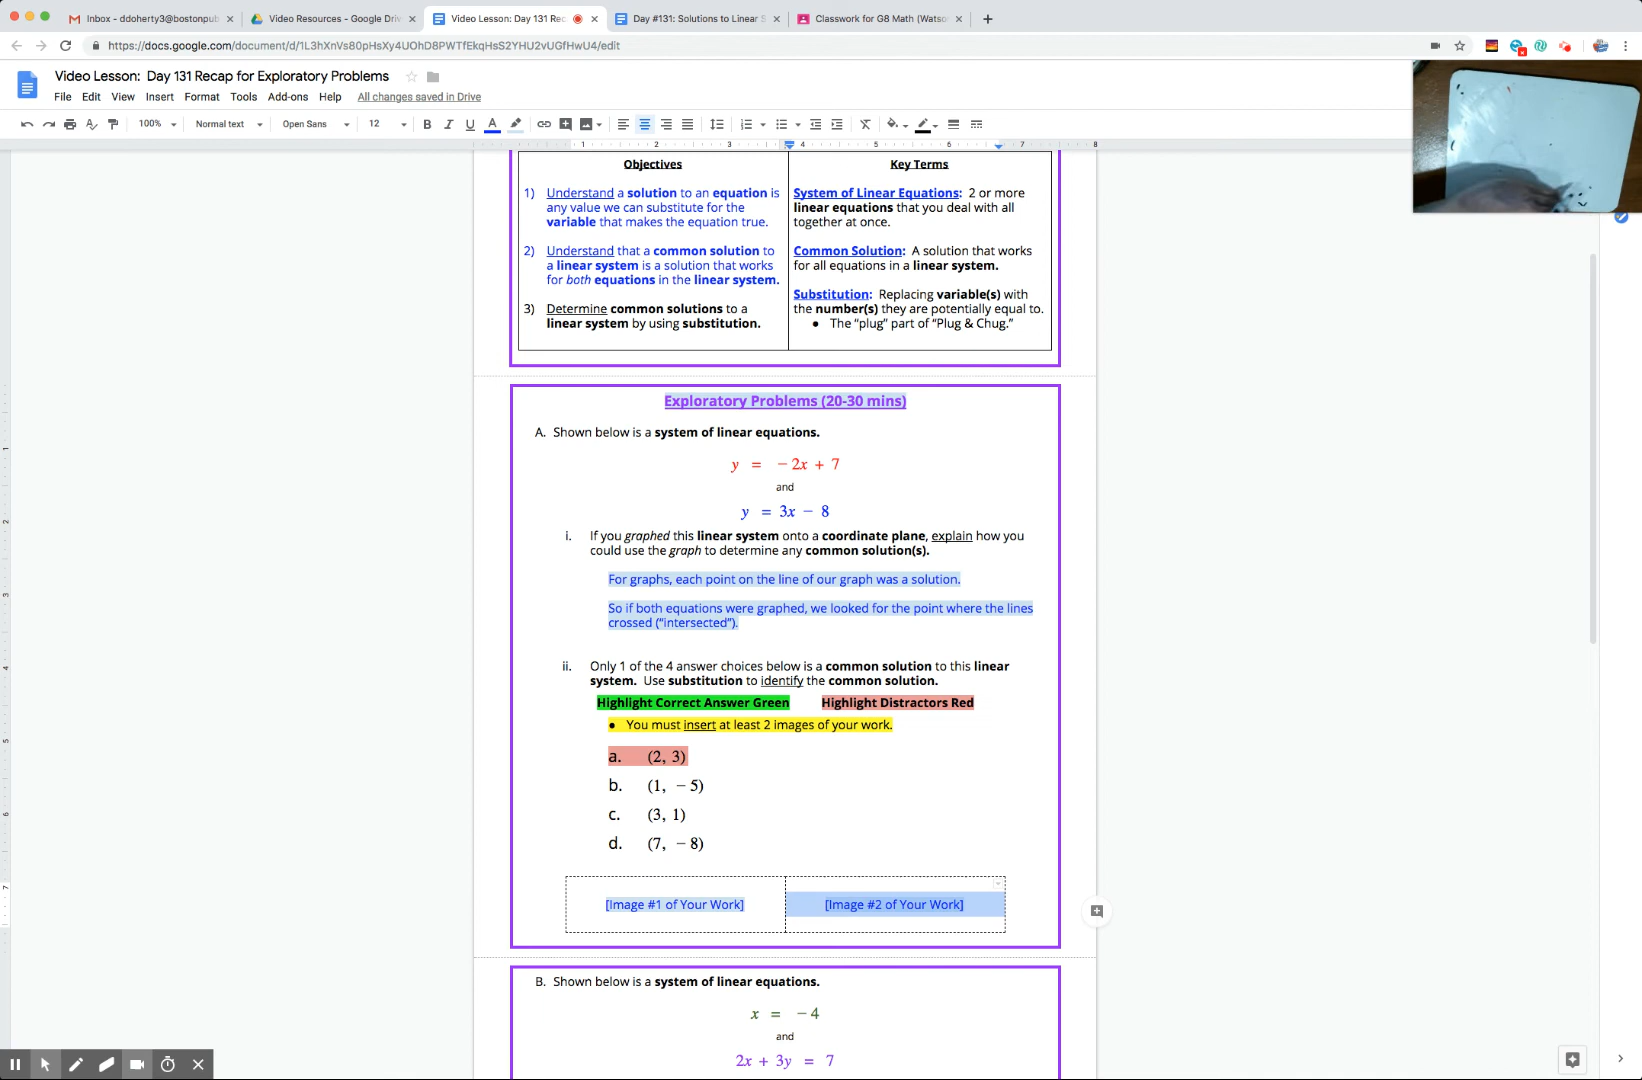 Inbox - ddoherty3@bostonpub
Video Resources - Google Driv
Video Lesson: Day 131 Rec
Day #131: Solutions to Linear S
Classwork for G8 Math (Watso
https://docs.google.com/document/d/1L3hXnVs80pHsXy4UOhD8PWTfEkqHsS2YHU2vUGfHwU4/edit
Video Lesson: Day 131 Recap for Exploratory Problems
File Edit View Insert Format Tools Add-ons Help All changes saved in Drive
100% Normal text Open Sans 12 B I U A
1 2 3 4 5 6 7 8
Objectives
1) Understand a solution to an equation is
any value we can substitute for the
variable that makes the equation true.
2) Understand that a common solution to
a linear system is a solution that works
for both equations in the linear system.
3) Determine common solutions to a
linear system by using substitution.
Key Terms
System of Linear Equations: 2 or more
linear equations that you deal with all
together at once.
Common Solution: A solution that works
for all equations in a linear system.
Substitution: Replacing variable(s) with
the number(s) they are potentially equal to.
● The “plug” part of “Plug & Chug.”
Exploratory Problems (20-30 mins)
A. Shown below is a system of linear equations.
y = − 2x + 7
and
y = 3x − 8
i. If you graphed this linear system onto a coordinate plane, explain how you
could use the graph to determine any common solution(s).
For graphs, each point on the line of our graph was a solution.
So if both equations were graphed, we looked for the point where the lines
crossed (“intersected”).
ii. Only 1 of the 4 answer choices below is a common solution to this linear
system. Use substitution to identify the common solution.
Highlight Correct Answer Green Highlight Distractors Red
● You must insert at least 2 images of your work.
a. (2, 3)
b. (1, − 5)
c. (3, 1)
d. (7, − 8)
[Image #1 of Your Work] [Image #2 of Your Work]
B. Shown below is a system of linear equations.
x = − 4
and
2x + 3y = 7